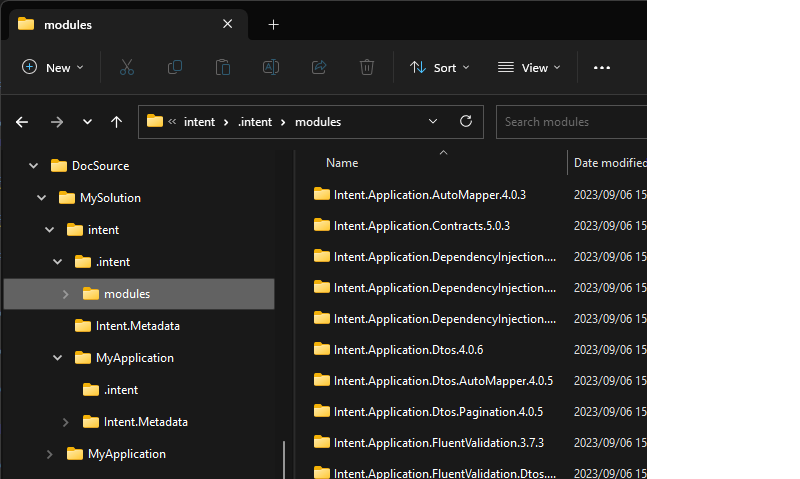 modules
New
Sort
View
intent
.intent
modules
Search modules
DocSource
MySolution
intent
.intent
modules
Intent.Metadata
MyApplication
.intent
Intent.Metadata
MyApplication
Name Date modified
Intent.Application.AutoMapper.4.0.3 2023/09/06 15
Intent.Application.Contracts.5.0.3 2023/09/06 15
Intent.Application.DependencyInjection.... 2023/09/06 15
Intent.Application.DependencyInjection.... 2023/09/06 15
Intent.Application.DependencyInjection.... 2023/09/06 15
Intent.Application.Dtos.4.0.6 2023/09/06 15
Intent.Application.Dtos.AutoMapper.4.0.5 2023/09/06 15
Intent.Application.Dtos.Pagination.4.0.5 2023/09/06 15
Intent.Application.FluentValidation.3.7.3 2023/09/06 15
Intent.Application.FluentValidation.Dtos.... 2023/09/06 15